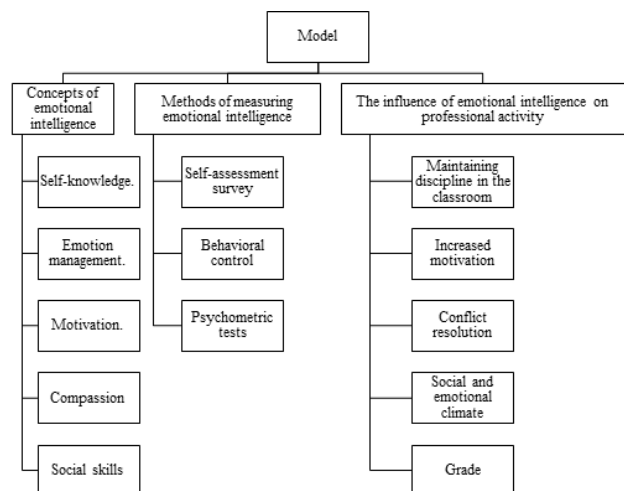 Model
Concepts of
emotional
intelligence
Self-knowledge.
Emotion
management.
Motivation.
Compassion
Social skills
Methods of measuring
emotional intelligence
Self-assessment
survey
Behavioral
control
Psychometric
tests
The influence of emotional intelligence on
professional activity
Maintaining
discipline in the
classroom
Increased
motivation
Conflict
resolution
Social and
emotional
climate
Grade